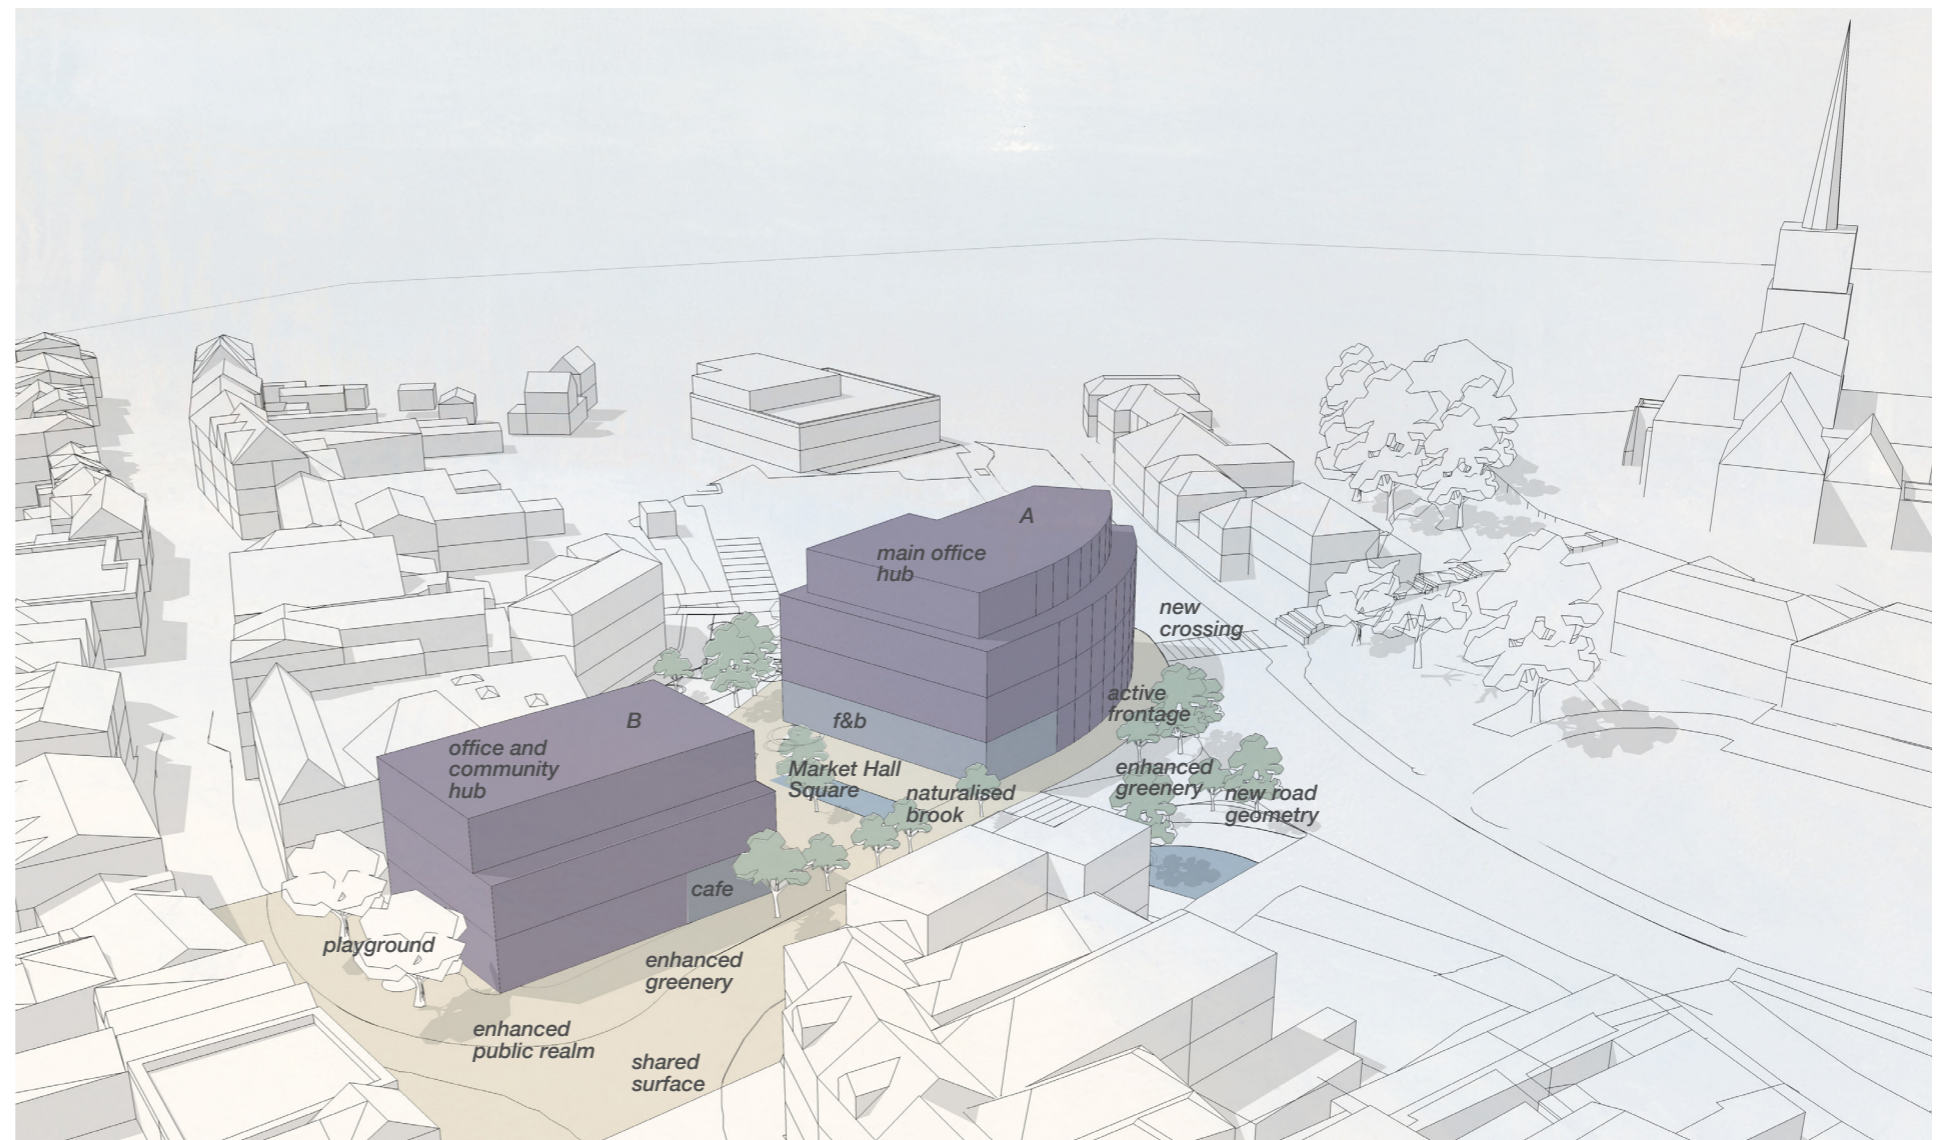 A
main office
hub
new
crossing
B
f&b
active
frontage
office and
community
hub
Market Hall
Square
naturalised
brook
enhanced
greenery
new road
geometry
cafe
playground
enhanced
greenery
enhanced
public realm
shared
surface